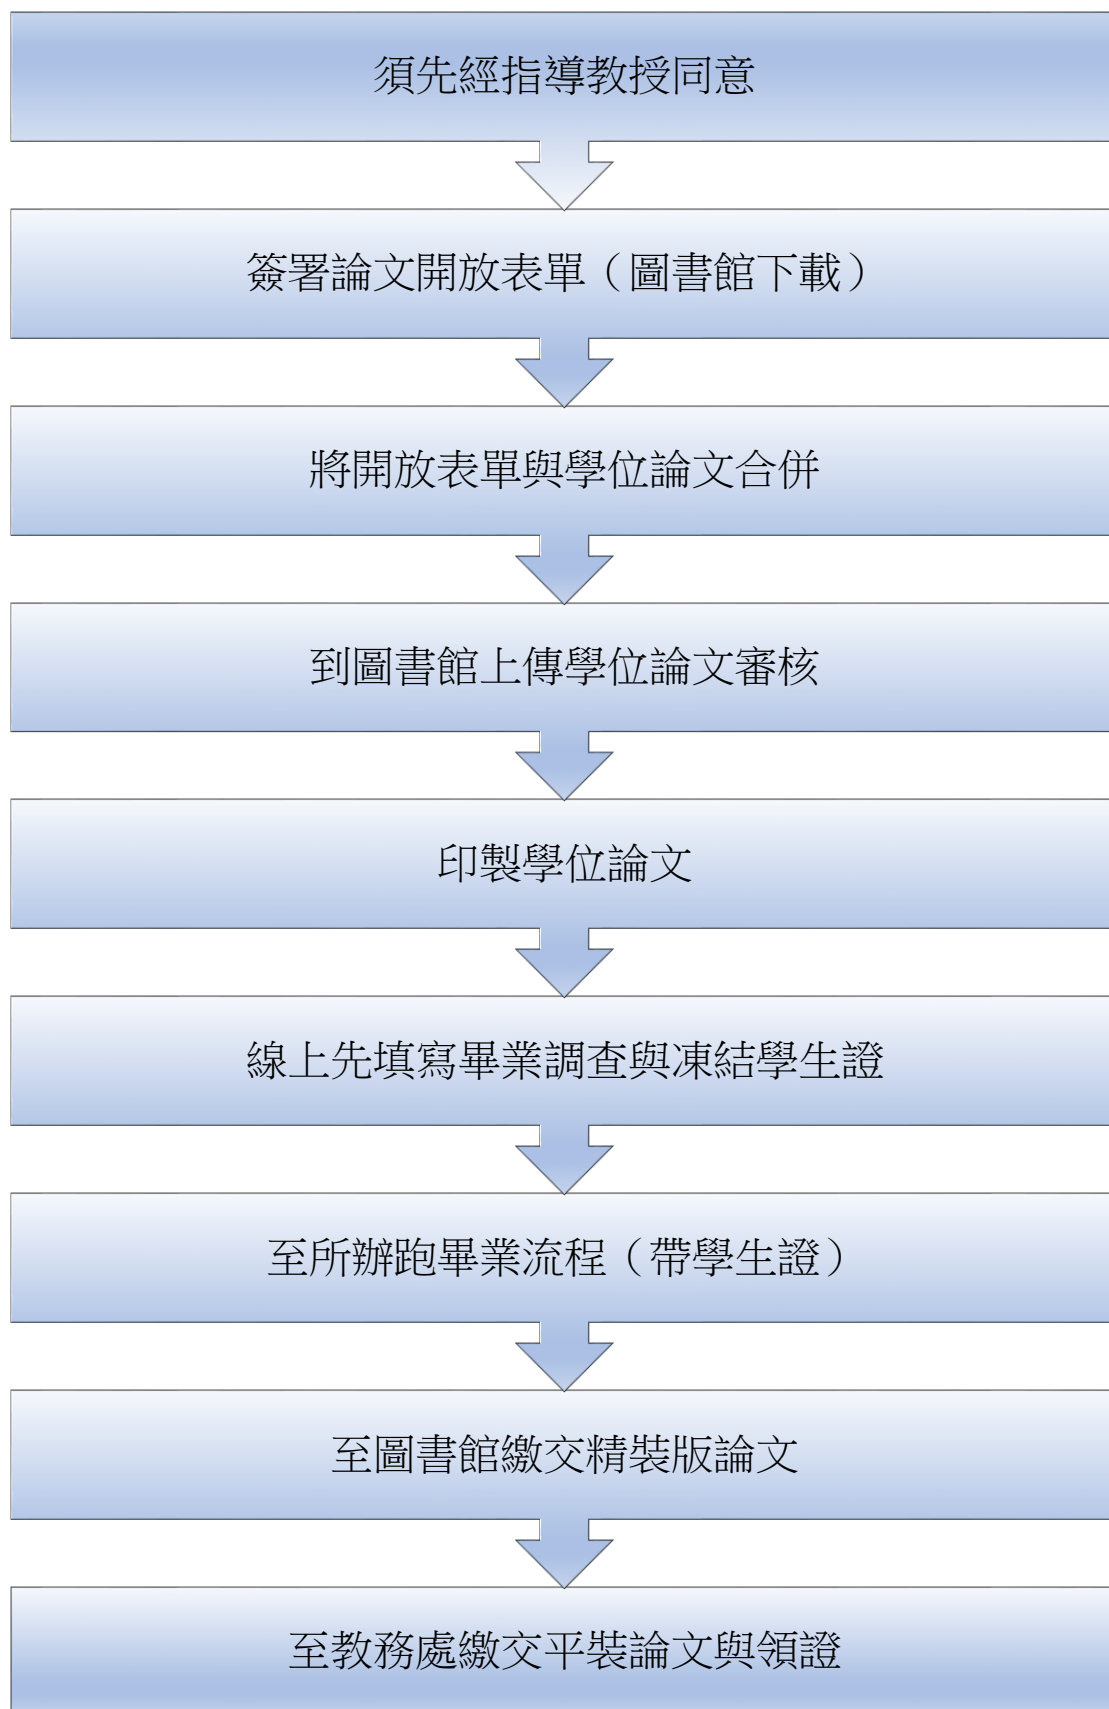 須先經指導教授同意
簽署論文開放表單（圖書館下載）
將開放表單與學位論文合併
到圖書館上傳學位論文審核
印製學位論文
線上先填寫畢業調查與凍結學生證
至所辦跑畢業流程（帶學生證）
至圖書館繳交精裝版論文
至教務處繳交平裝論文與領證